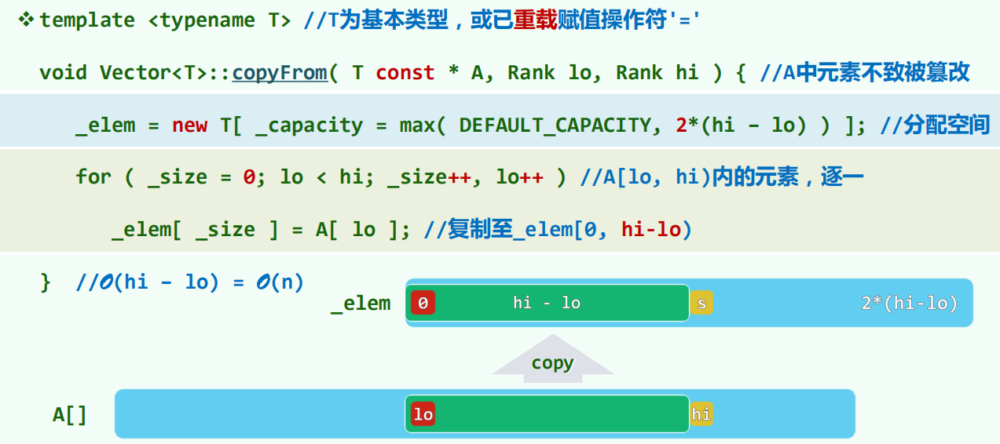 ❖template <typename T> //T为基本类型，或已重载赋值操作符'='
void Vector<T>::copyFrom( T const * A, Rank lo, Rank hi ) { //A中元素不致被篡改
_elem = new T[ _capacity = max( DEFAULT_CAPACITY, 2*(hi – lo) ) ]; //分配空间
for ( _size = 0; lo < hi; _size++, lo++ ) //A[lo, hi)内的元素，逐一
_elem[ _size ] = A[ lo ]; //复制至_elem[0, hi-lo)
} //𝒪(hi – lo) = 𝒪(n)
_elem 0 hi - lo s 2*(hi-lo)
copy
A[] lo hi